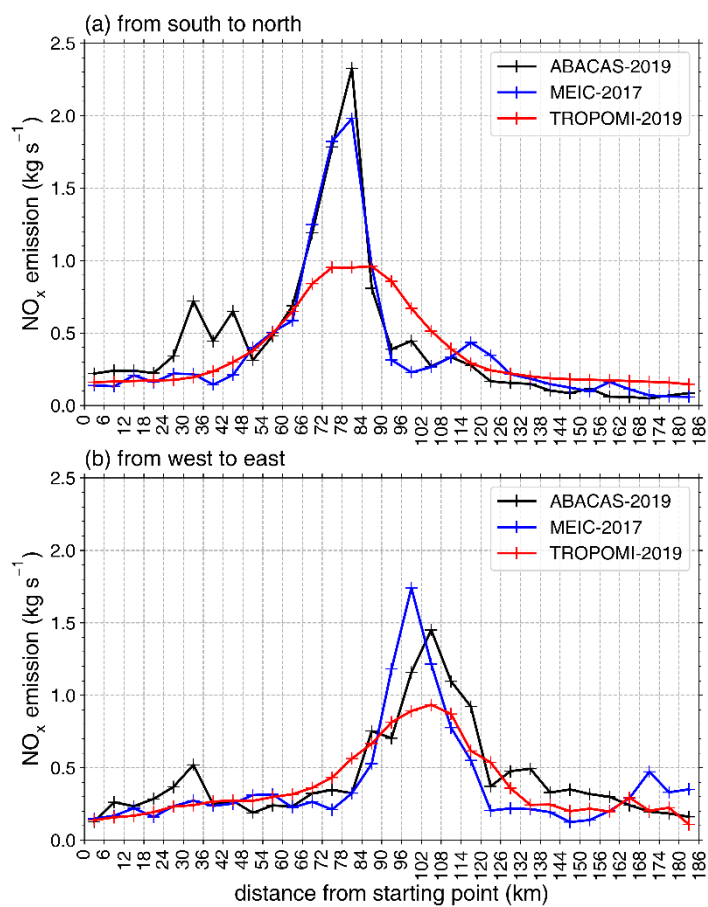 (a) from south to north
2.5
2.0
1.5
1.0
0.5
0.0
NOₓ emission (kg s⁻¹)
ABACAS-2019
MEIC-2017
TROPOMI-2019
0 6 12 18 24 30 36 42 48 54 60 66 72 78 84 90 96 102 108 114 120 126 132 138 144 150 156 162 168 174 180 186
(b) from west to east
2.5
2.0
1.5
1.0
0.5
0.0
NOₓ emission (kg s⁻¹)
ABACAS-2019
MEIC-2017
TROPOMI-2019
0 6 12 18 24 30 36 42 48 54 60 66 72 78 84 90 96 102 108 114 120 126 132 138 144 150 156 162 168 174 180 186
distance from starting point (km)